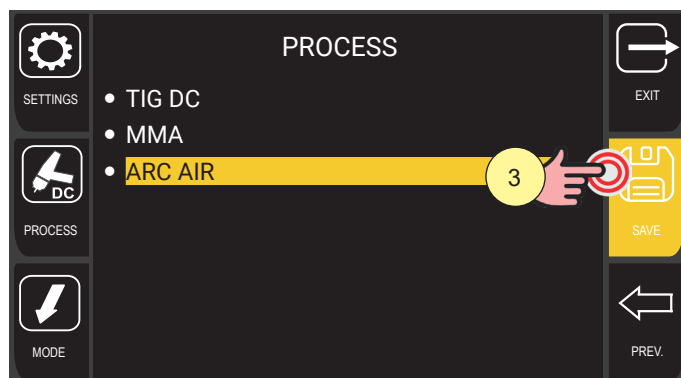 PROCESS
SETTINGS
EXIT
• TIG DC
• MMA
• ARC AIR
3
DC
PROCESS
SAVE
MODE
PREV.